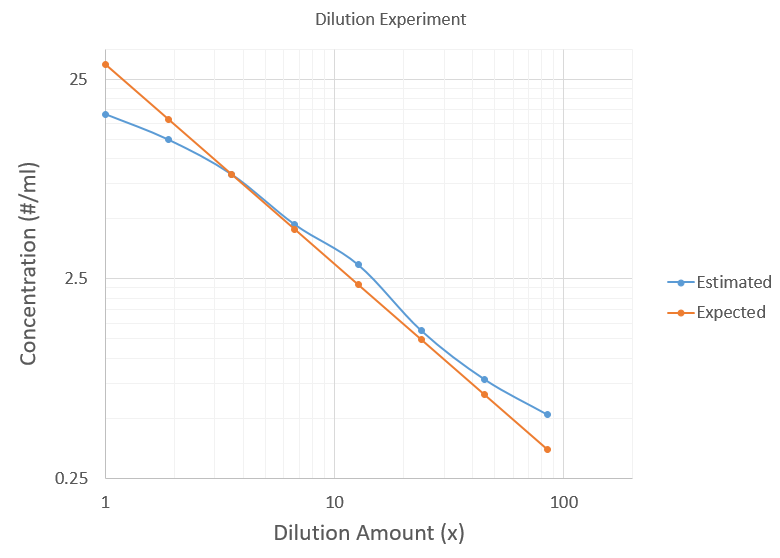 Dilution Experiment
25
2.5
0.25
1
10
100
Concentration (#/ml)
Dilution Amount (x)
Estimated
Expected